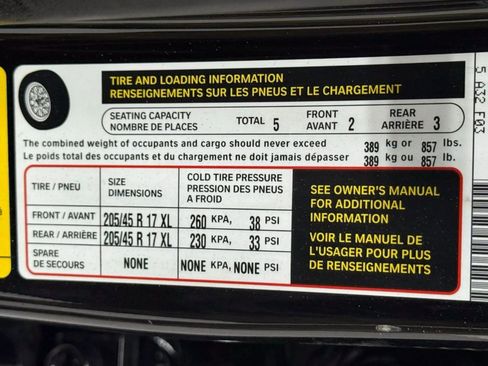 TIRE AND LOADING INFORMATION
RENSEIGNEMENTS SUR LES PNEUS ET LE CHARGEMENT
SEATING CAPACITY
NOMBRE DE PLACES
TOTAL 5
FRONT
AVANT 2
REAR
ARRIÈRE 3
The combined weight of occupants and cargo should never exceed 389 kg or 857 lbs.
Le poids total des occupants et du chargement ne doit jamais dépasser 389 kg ou 857 lb.
TIRE / PNEU
SIZE
DIMENSIONS
COLD TIRE PRESSURE
PRESSION DES PNEUS
A FROID
FRONT / AVANT 205/45 R 17 XL 260 KPA, 38 PSI
REAR / ARRIÈRE 205/45 R 17 XL 230 KPA, 33 PSI
SPARE
DE SECOURS NONE NONE KPA, NONE PSI
SEE OWNER'S MANUAL
FOR ADDITIONAL
INFORMATION
VOIR LE MANUEL DE
L'USAGER POUR PLUS
DE RENSEIGNEMENTS
5 A32 F03